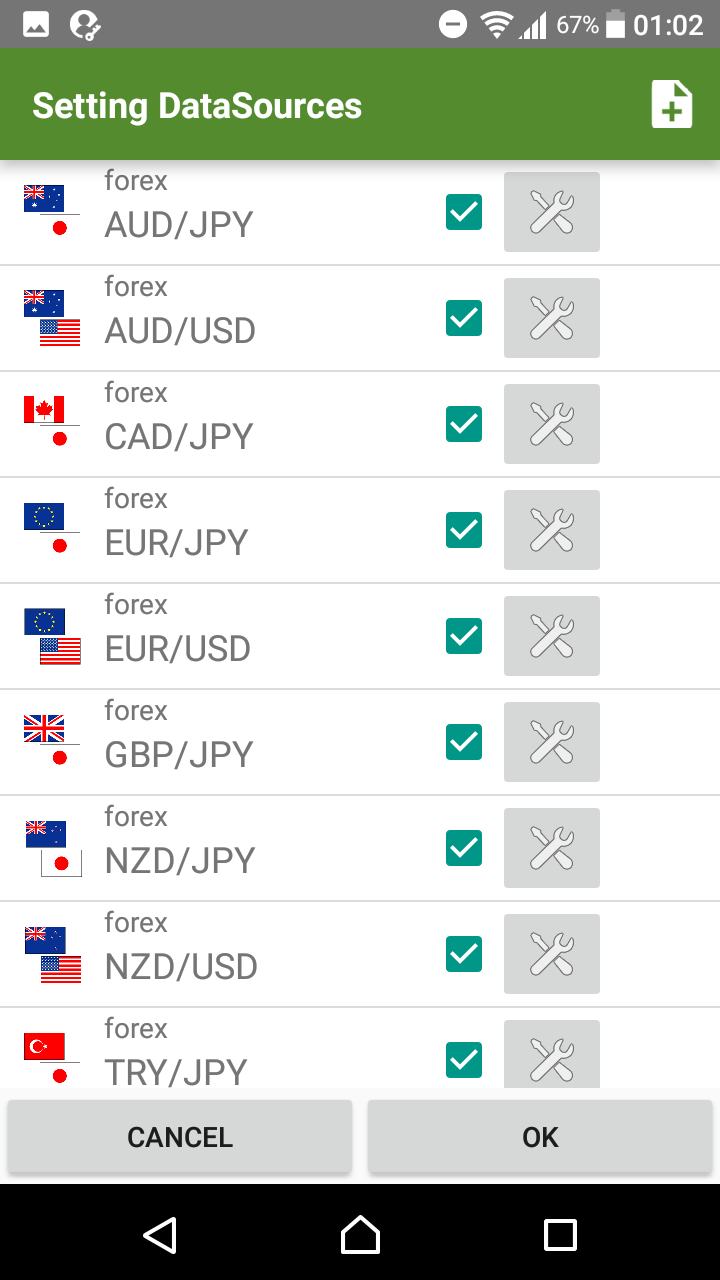 67% 01:02
Setting DataSources
forex
AUD/JPY
forex
AUD/USD
forex
CAD/JPY
forex
EUR/JPY
forex
EUR/USD
forex
GBP/JPY
forex
NZD/JPY
forex
NZD/USD
forex
TRY/JPY
CANCEL OK